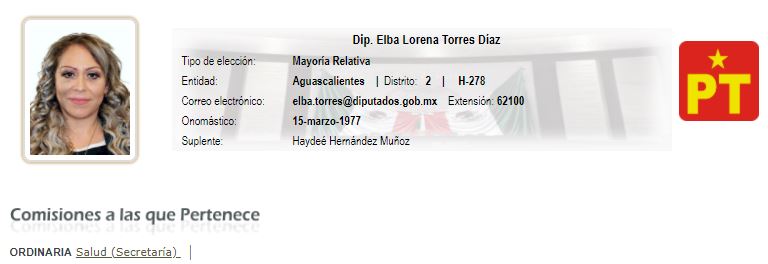 Dip. Elba Lorena Torres Díaz
Tipo de elección: Mayoría Relativa
Entidad: Aguascalientes | Distrito: 2 | H-278
Correo electrónico: elba.torres@diputados.gob.mx Extensión: 62100
Onomástico: 15-marzo-1977
Suplente: Haydeé Hernández Muñoz
PT
Comisiones a las que Pertenece
ORDINARIA Salud (Secretaría) |